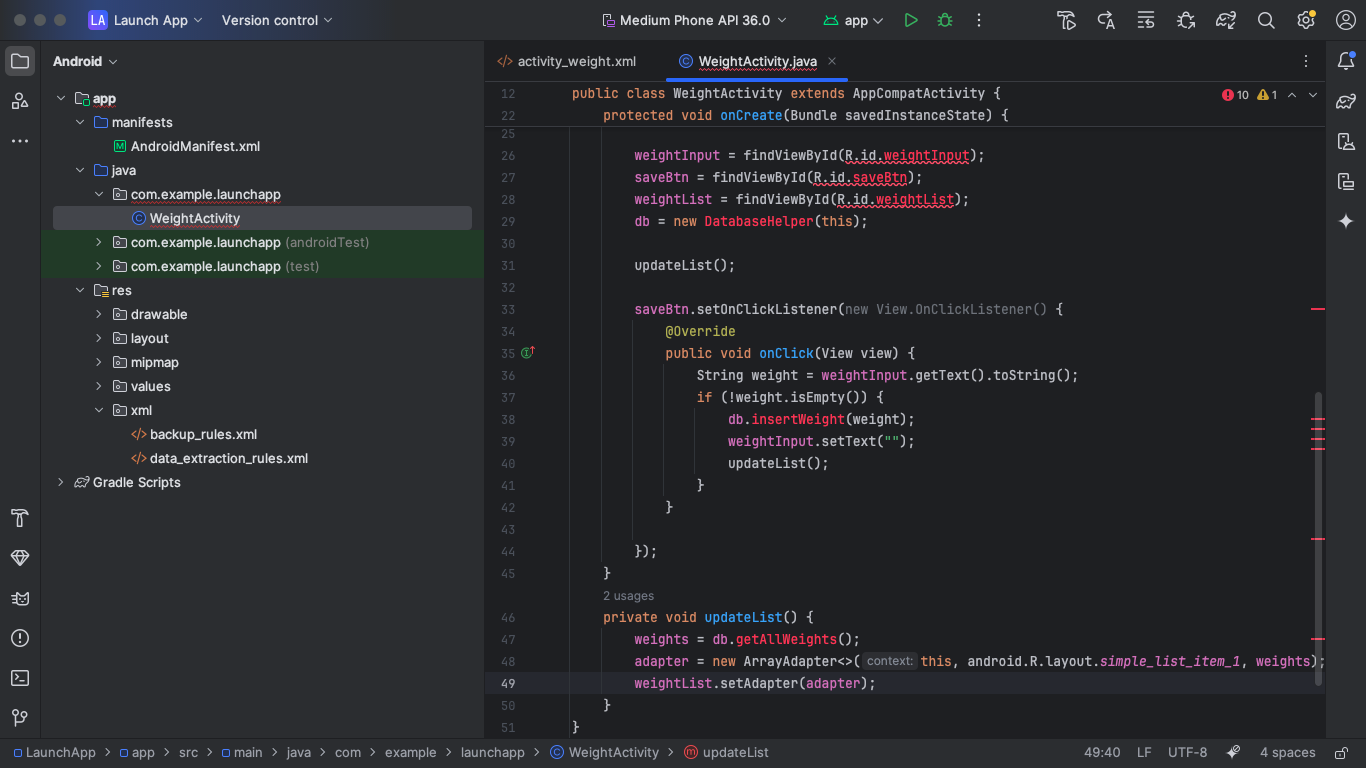 LA Launch App Version control Medium Phone API 36.0 app
Android
app
manifests
AndroidManifest.xml
java
com.example.launchapp
WeightActivity
com.example.launchapp (androidTest)
com.example.launchapp (test)
res
drawable
layout
mipmap
values
xml
backup_rules.xml
data_extraction_rules.xml
Gradle Scripts
activity_weight.xml WeightActivity.java
10 1
12 public class WeightActivity extends AppCompatActivity {
22 protected void onCreate(Bundle savedInstanceState) {
25
26 weightInput = findViewById(R.id.weightInput);
27 saveBtn = findViewById(R.id.saveBtn);
28 weightList = findViewById(R.id.weightList);
29 db = new DatabaseHelper(this);
30
31 updateList();
32
33 saveBtn.setOnClickListener(new View.OnClickListener() {
34 @Override
35 public void onClick(View view) {
36 String weight = weightInput.getText().toString();
37 if (!weight.isEmpty()) {
38 db.insertWeight(weight);
39 weightInput.setText("");
40 updateList();
41 }
42 }
43
44 });
45 }
2 usages
46 private void updateList() {
47 weights = db.getAllWeights();
48 adapter = new ArrayAdapter<>( context: this, android.R.layout.simple_list_item_1, weights);
49 weightList.setAdapter(adapter);
50 }
51 }
LaunchApp > app > src > main > java > com > example > launchapp > WeightActivity > updateList 49:40 LF UTF-8 4 spaces